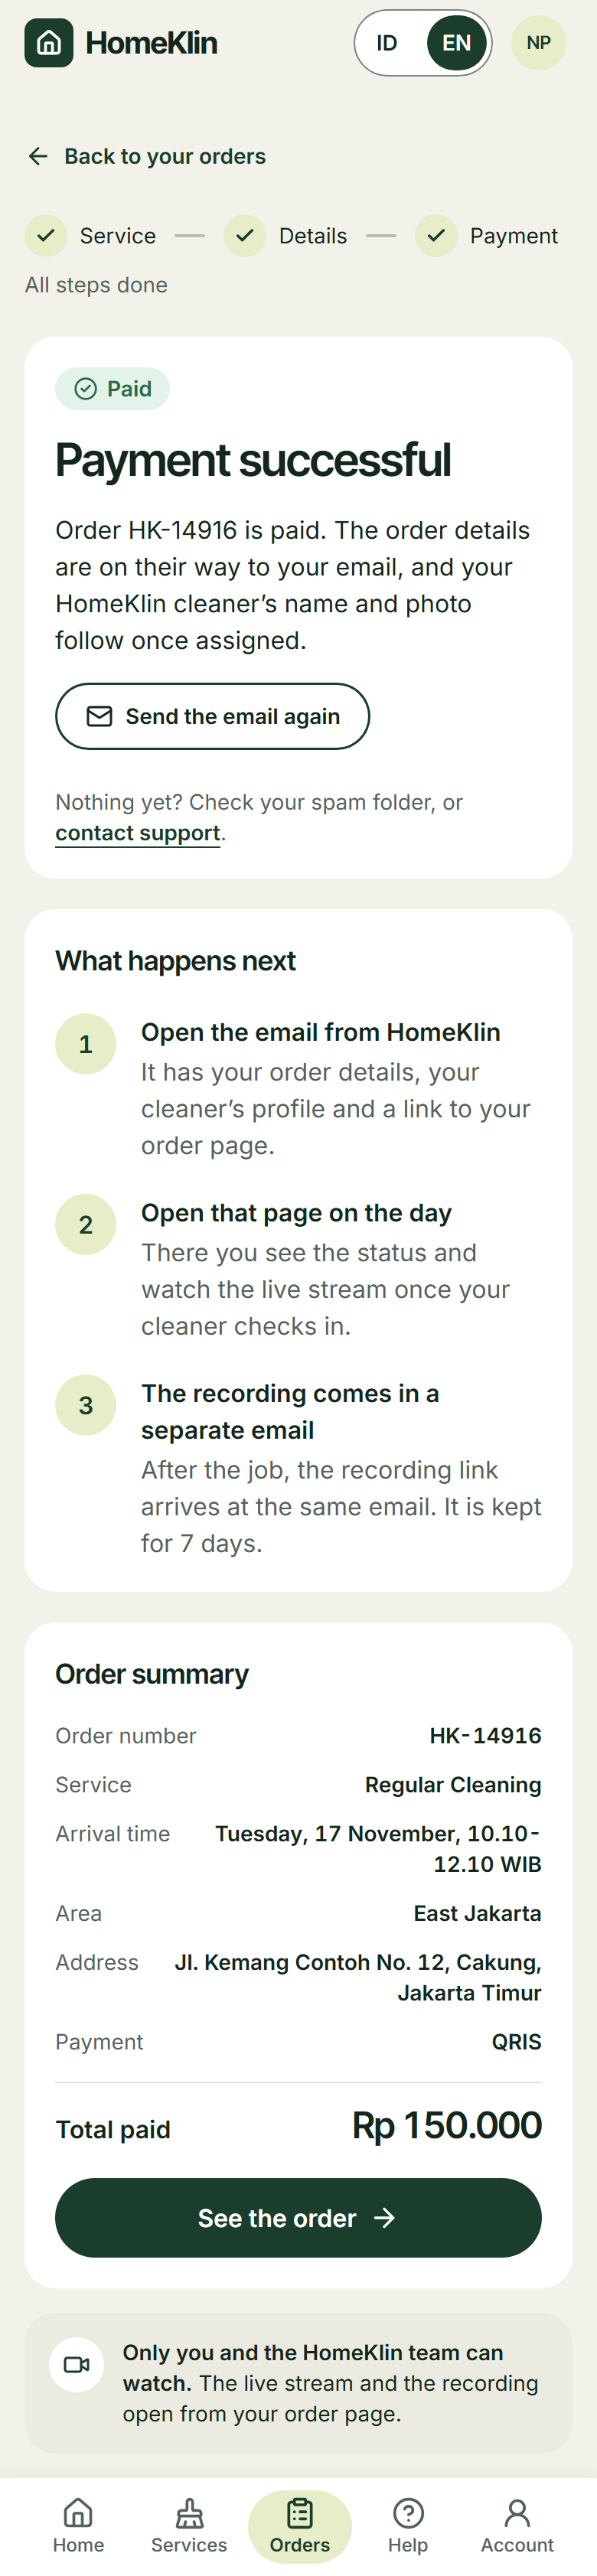 HomeKlin
ID
EN
NP
Back to your orders
Service
Details
Payment
All steps done
Paid
Payment successful
Order HK-14916 is paid. The order details
are on their way to your email, and your
HomeKlin cleaner’s name and photo
follow once assigned.
Send the email again
Nothing yet? Check your spam folder, or
contact support.
What happens next
1
Open the email from HomeKlin
It has your order details, your
cleaner’s profile and a link to your
order page.
2
Open that page on the day
There you see the status and
watch the live stream once your
cleaner checks in.
3
The recording comes in a
separate email
After the job, the recording link
arrives at the same email. It is kept
for 7 days.
Order summary
Order number HK-14916
Service Regular Cleaning
Arrival time Tuesday, 17 November, 10.10-
12.10 WIB
Area East Jakarta
Address Jl. Kemang Contoh No. 12, Cakung,
Jakarta Timur
Payment QRIS
Total paid Rp 150.000
See the order
Only you and the HomeKlin team can
watch. The live stream and the recording
open from your order page.
Home
Services
Orders
Help
Account